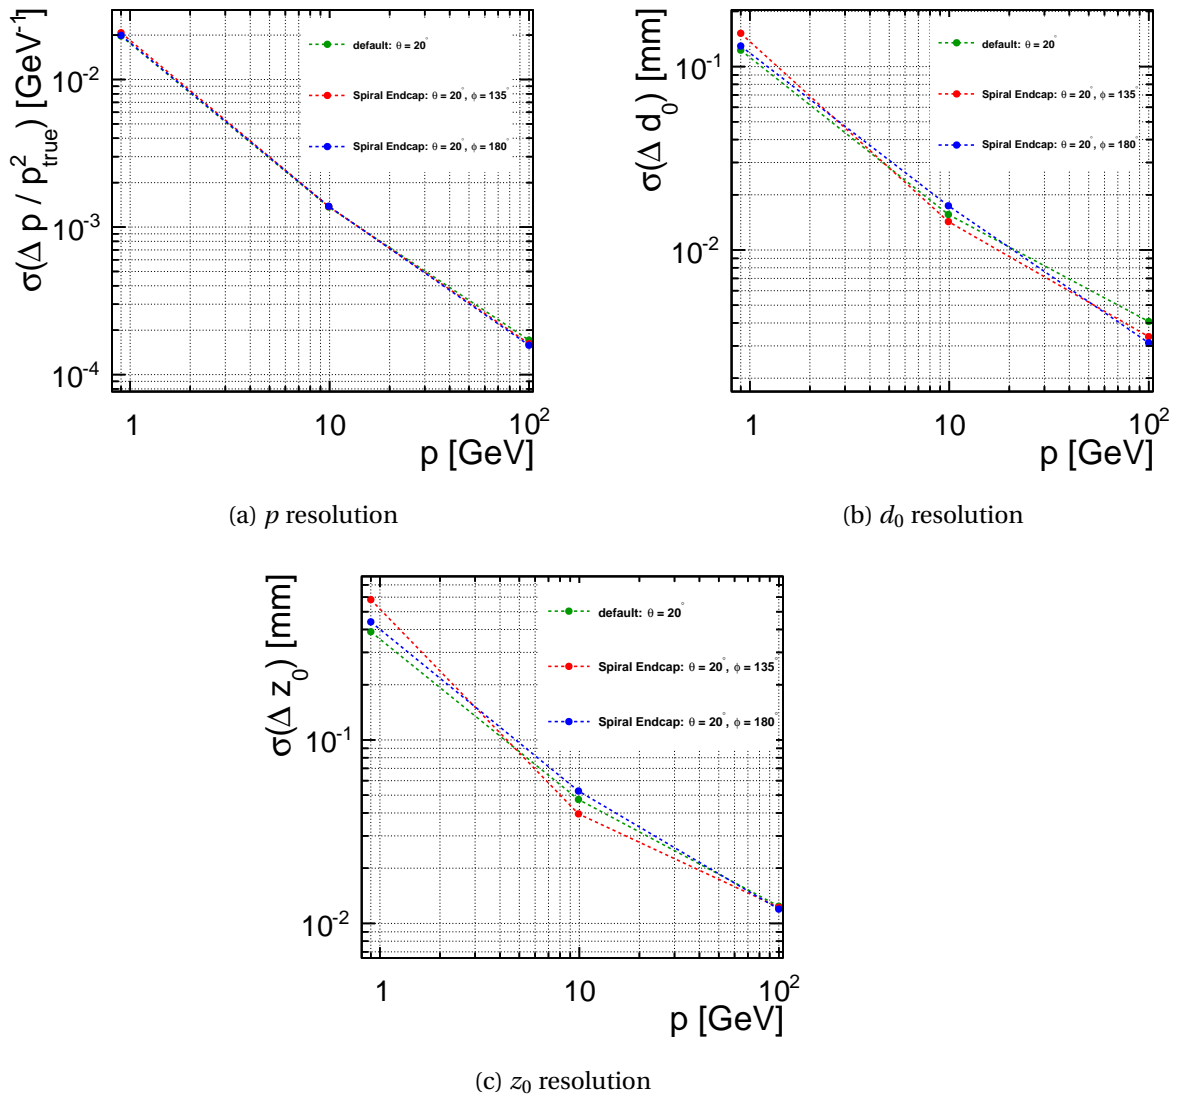 σ(Δ p / p²true) [GeV⁻¹]
10⁻²
10⁻³
10⁻⁴
default: θ = 20°
Spiral Endcap: θ = 20°, ϕ = 135°
Spiral Endcap: θ = 20°, ϕ = 180°
1 10 10²
p [GeV]
(a) p resolution
σ(Δ d₀) [mm]
10⁻¹
10⁻²
default: θ = 20°
Spiral Endcap: θ = 20°, ϕ = 135°
Spiral Endcap: θ = 20°, ϕ = 180°
1 10 10²
p [GeV]
(b) d₀ resolution
σ(Δ z₀) [mm]
10⁻¹
10⁻²
default: θ = 20°
Spiral Endcap: θ = 20°, ϕ = 135°
Spiral Endcap: θ = 20°, ϕ = 180°
1 10 10²
p [GeV]
(c) z₀ resolution